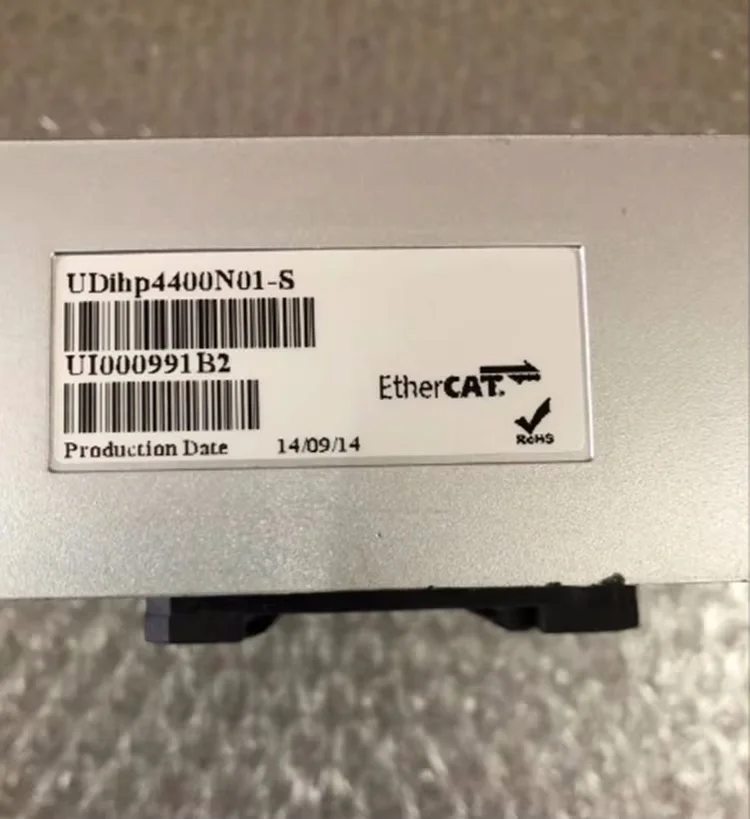 UDihp4400N01-S
UI000991B2
EtherCAT.
RoHS
Production Date 14/09/14